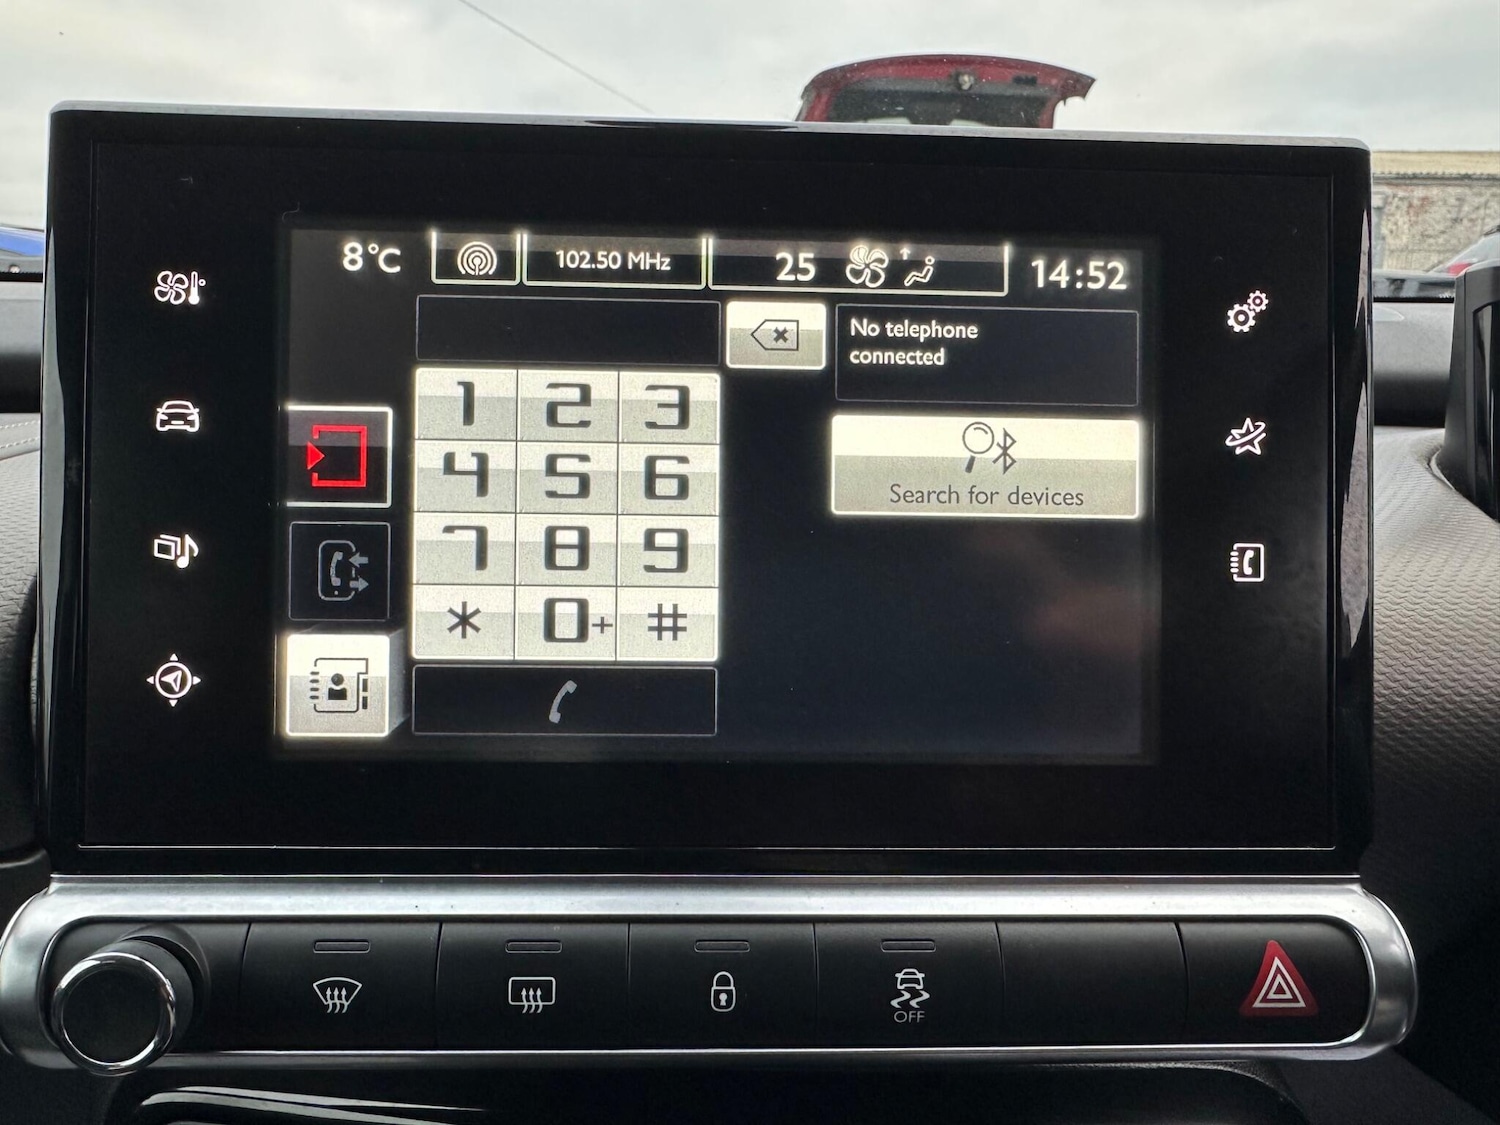 8°C
102.50 MHz
25
14:52
No telephone
connected
1 2 3
4 5 6
7 8 9
* 0+ #
Search for devices
OFF